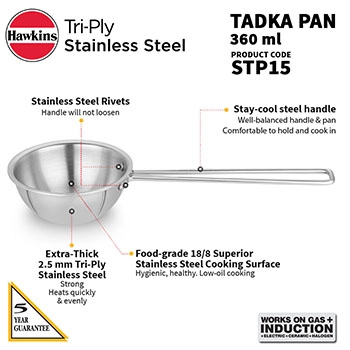 Hawkins
Tri-Ply
Stainless Steel
TADKA PAN
360 ml
PRODUCT CODE
STP15
Stainless Steel Rivets
Handle will not loosen
Stay-cool steel handle
Well-balanced handle & pan
Comfortable to hold and cook in
Extra-Thick
2.5 mm Tri-Ply
Stainless Steel
Strong
Heats quickly
& evenly
Food-grade 18/8 Superior
Stainless Steel Cooking Surface
Hygienic, healthy. Low-oil cooking
5
YEAR
GUARANTEE
WORKS ON GAS +
INDUCTION
+ELECTRIC+CERAMIC+HALOGEN